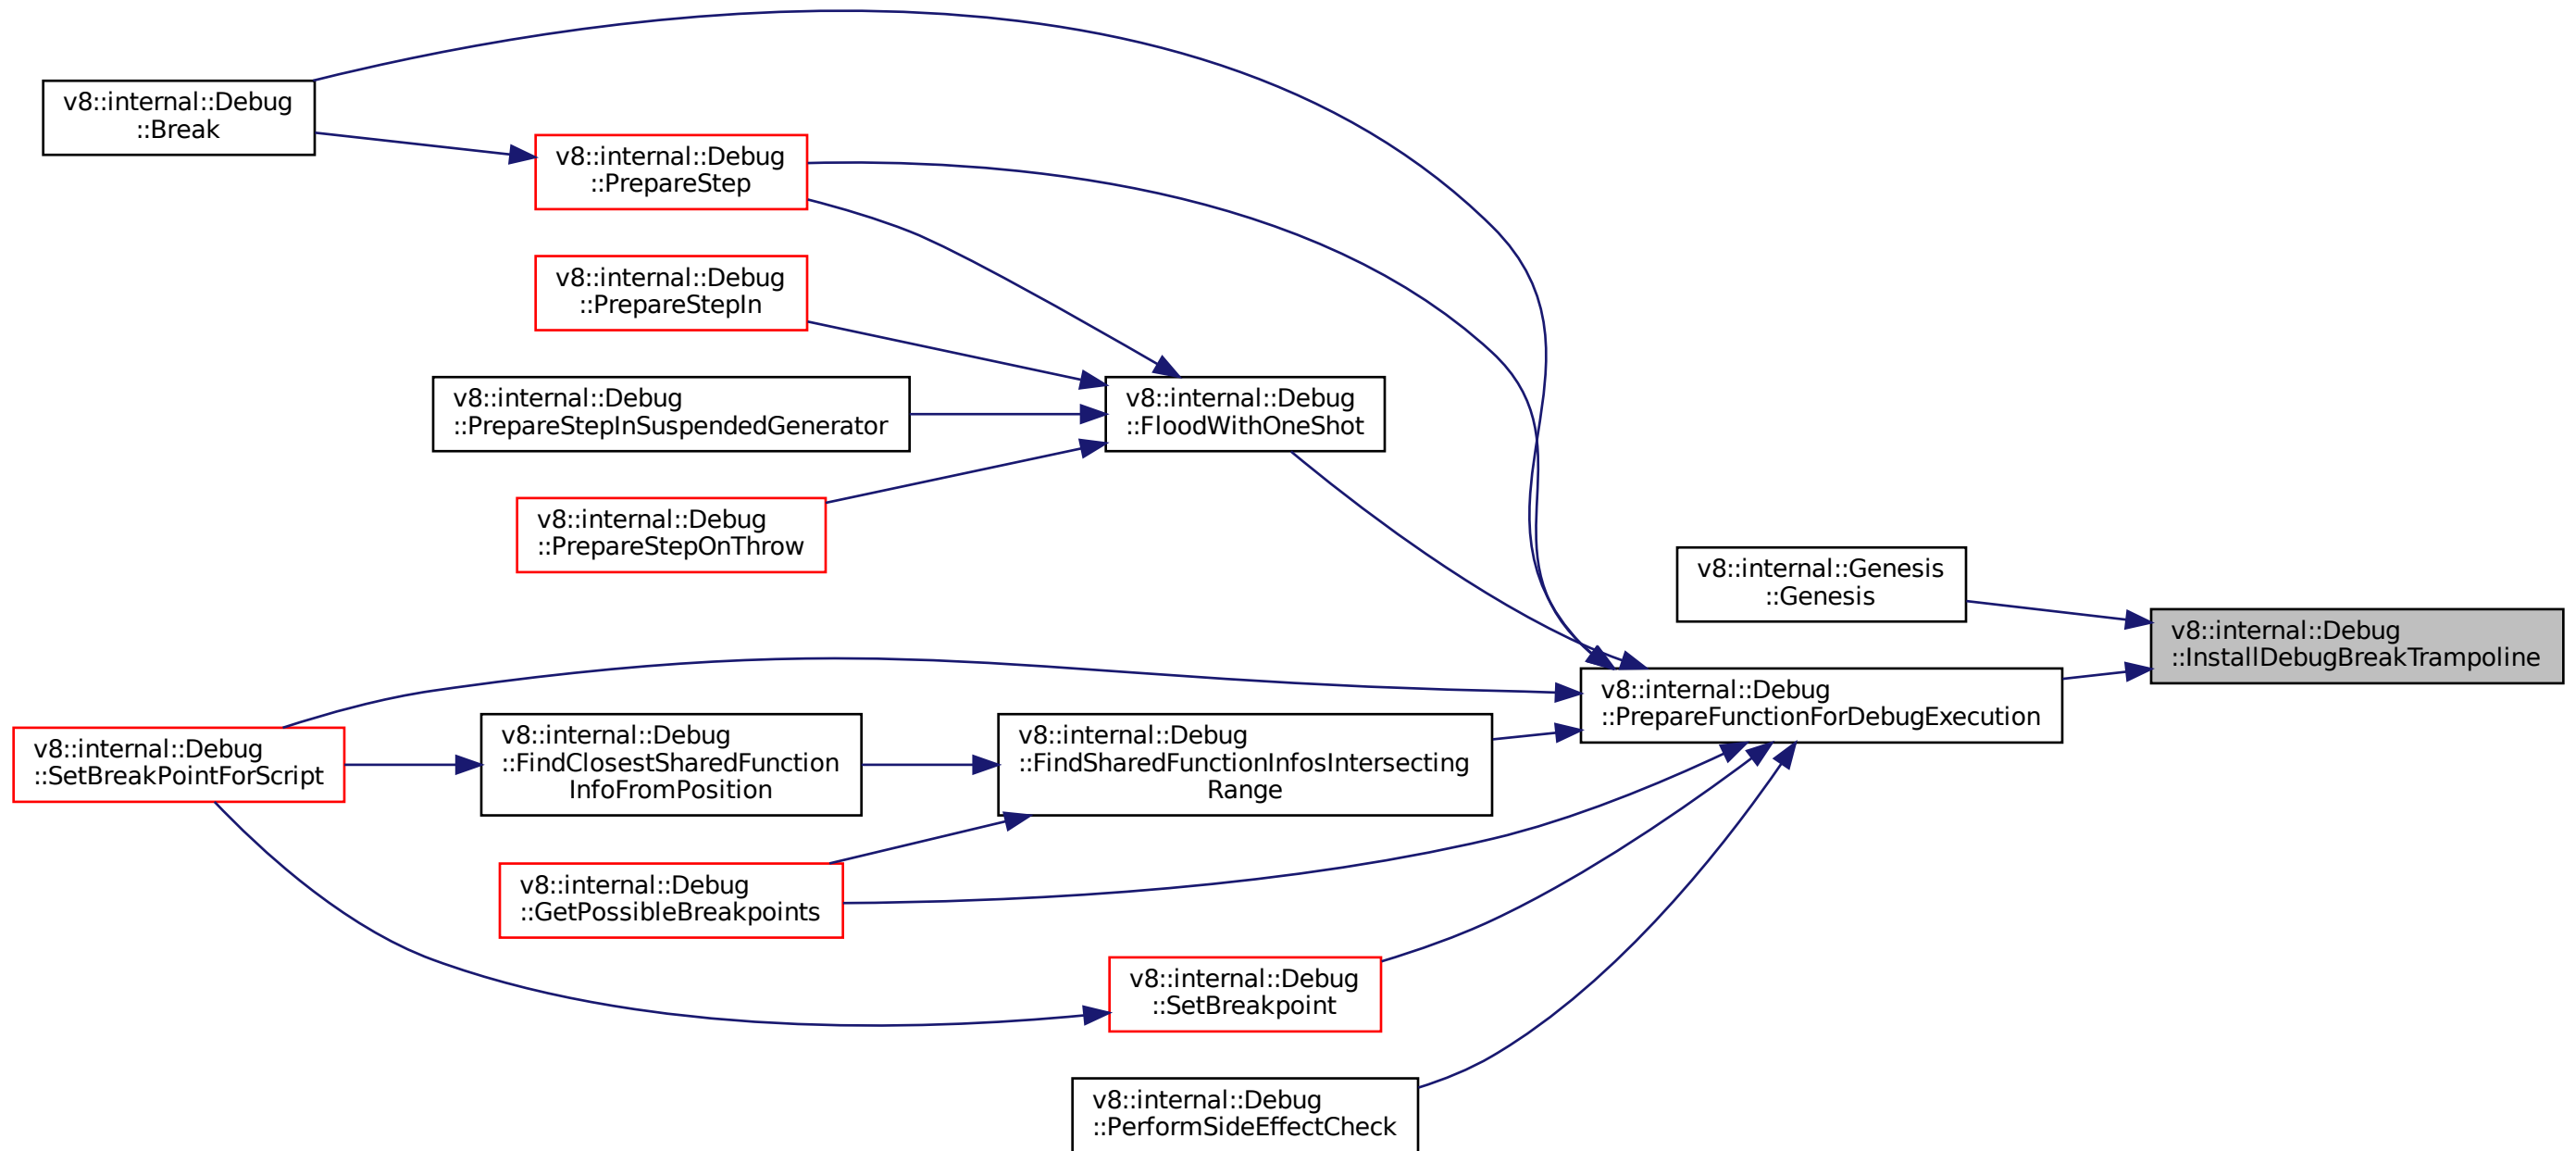 v8::internal::Debug
::Break
v8::internal::Debug
::PrepareStep
v8::internal::Debug
::PrepareStepIn
v8::internal::Debug
::PrepareStepInSuspendedGenerator
v8::internal::Debug
::FloodWithOneShot
v8::internal::Debug
::PrepareStepOnThrow
v8::internal::Genesis
::Genesis
v8::internal::Debug
::InstallDebugBreakTrampoline
v8::internal::Debug
::PrepareFunctionForDebugExecution
v8::internal::Debug
::SetBreakPointForScript
v8::internal::Debug
::FindClosestSharedFunction
InfoFromPosition
v8::internal::Debug
::FindSharedFunctionInfosIntersecting
Range
v8::internal::Debug
::GetPossibleBreakpoints
v8::internal::Debug
::SetBreakpoint
v8::internal::Debug
::PerformSideEffectCheck